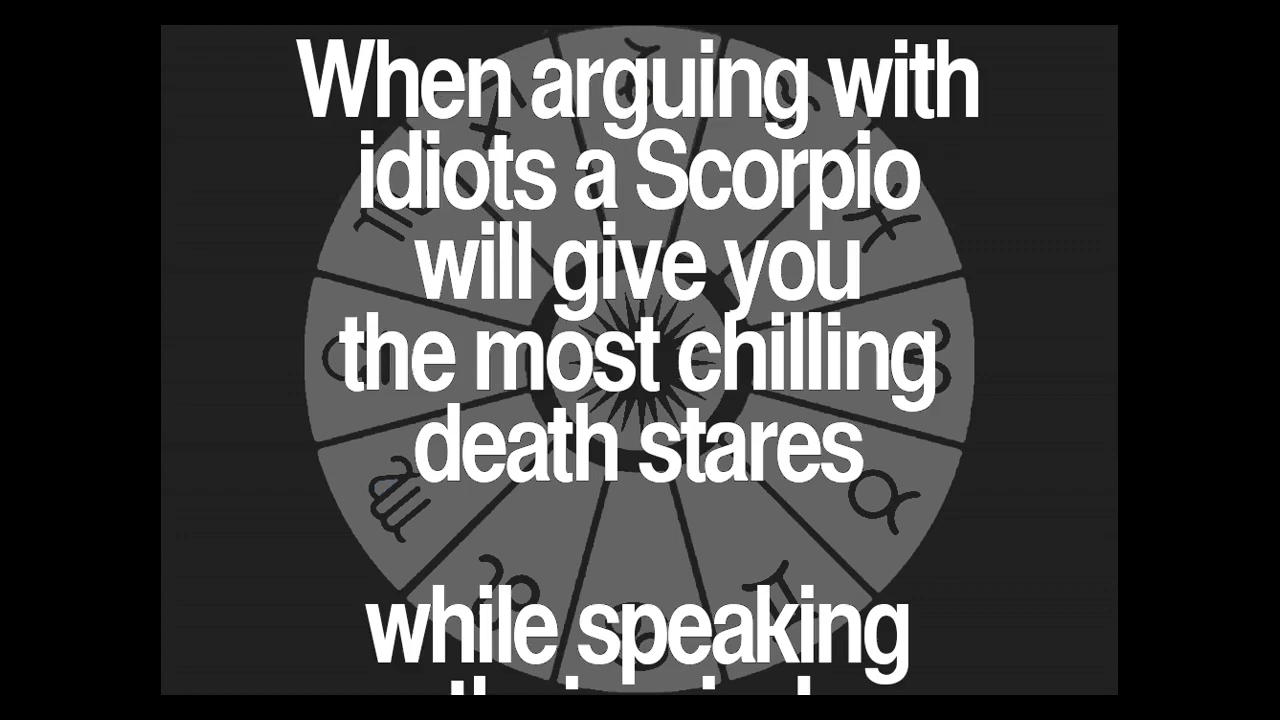 When arguing with
idiots a Scorpio
will give you
the most chilling
death stares
while speaking